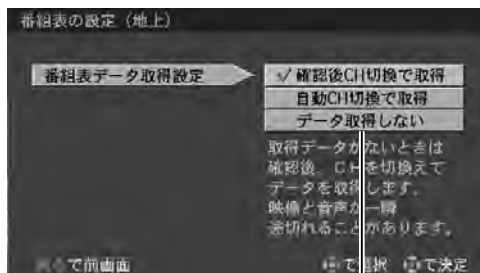 番組表の設定（地上）
番組表データ取得設定
✓確認後CH切換で取得
自動CH切換で取得
データ取得しない
取得データがないときは
確認後、CHを切換えて
データを取得します。
映像と音声が一瞬
途切れることがあります。
で前画面
で選択 で決定